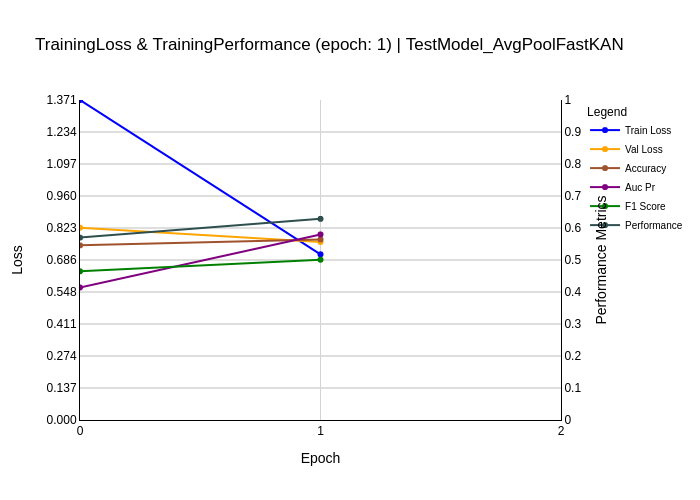 TrainingLoss & TrainingPerformance (epoch: 1) | TestModel_AvgPoolFastKAN
Legend
Train Loss
Val Loss
Accuracy
Auc Pr
F1 Score
Performance
1.371
1.234
1.097
0.960
0.823
0.686
0.548
0.411
0.274
0.137
0.000
Loss
1
0.9
0.8
0.7
0.6
0.5
0.4
0.3
0.2
0.1
0
Performance Metrics
0
1
2
Epoch